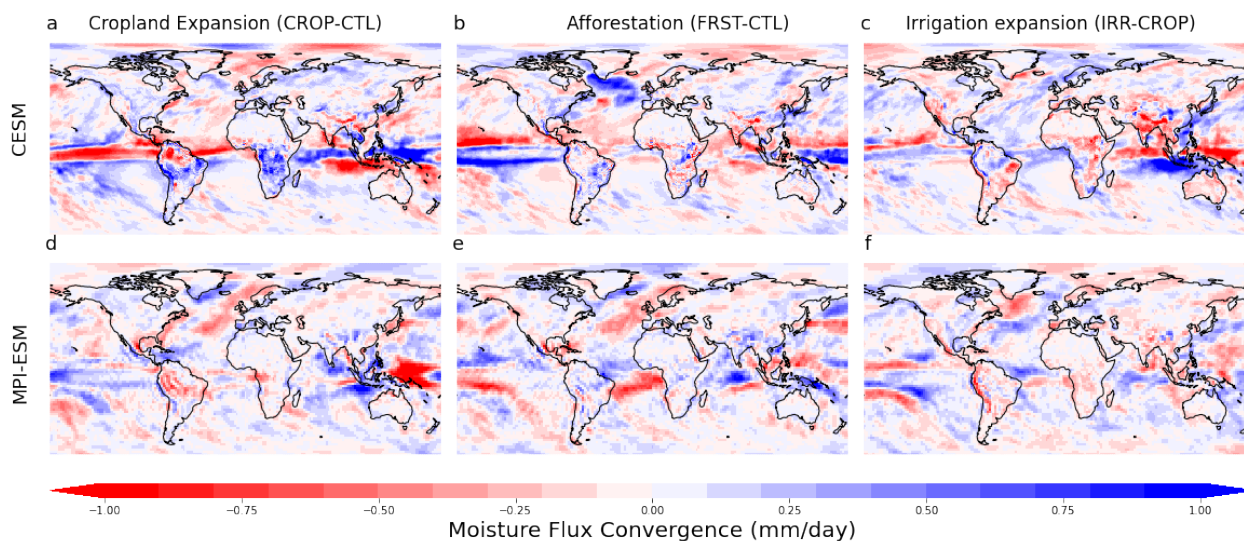 a Cropland Expansion (CROP-CTL)
b Afforestation (FRST-CTL)
c Irrigation expansion (IRR-CROP)
CESM
d
e
f
MPI-ESM
−1.00 −0.75 −0.50 −0.25 0.00 0.25 0.50 0.75 1.00
Moisture Flux Convergence (mm/day)